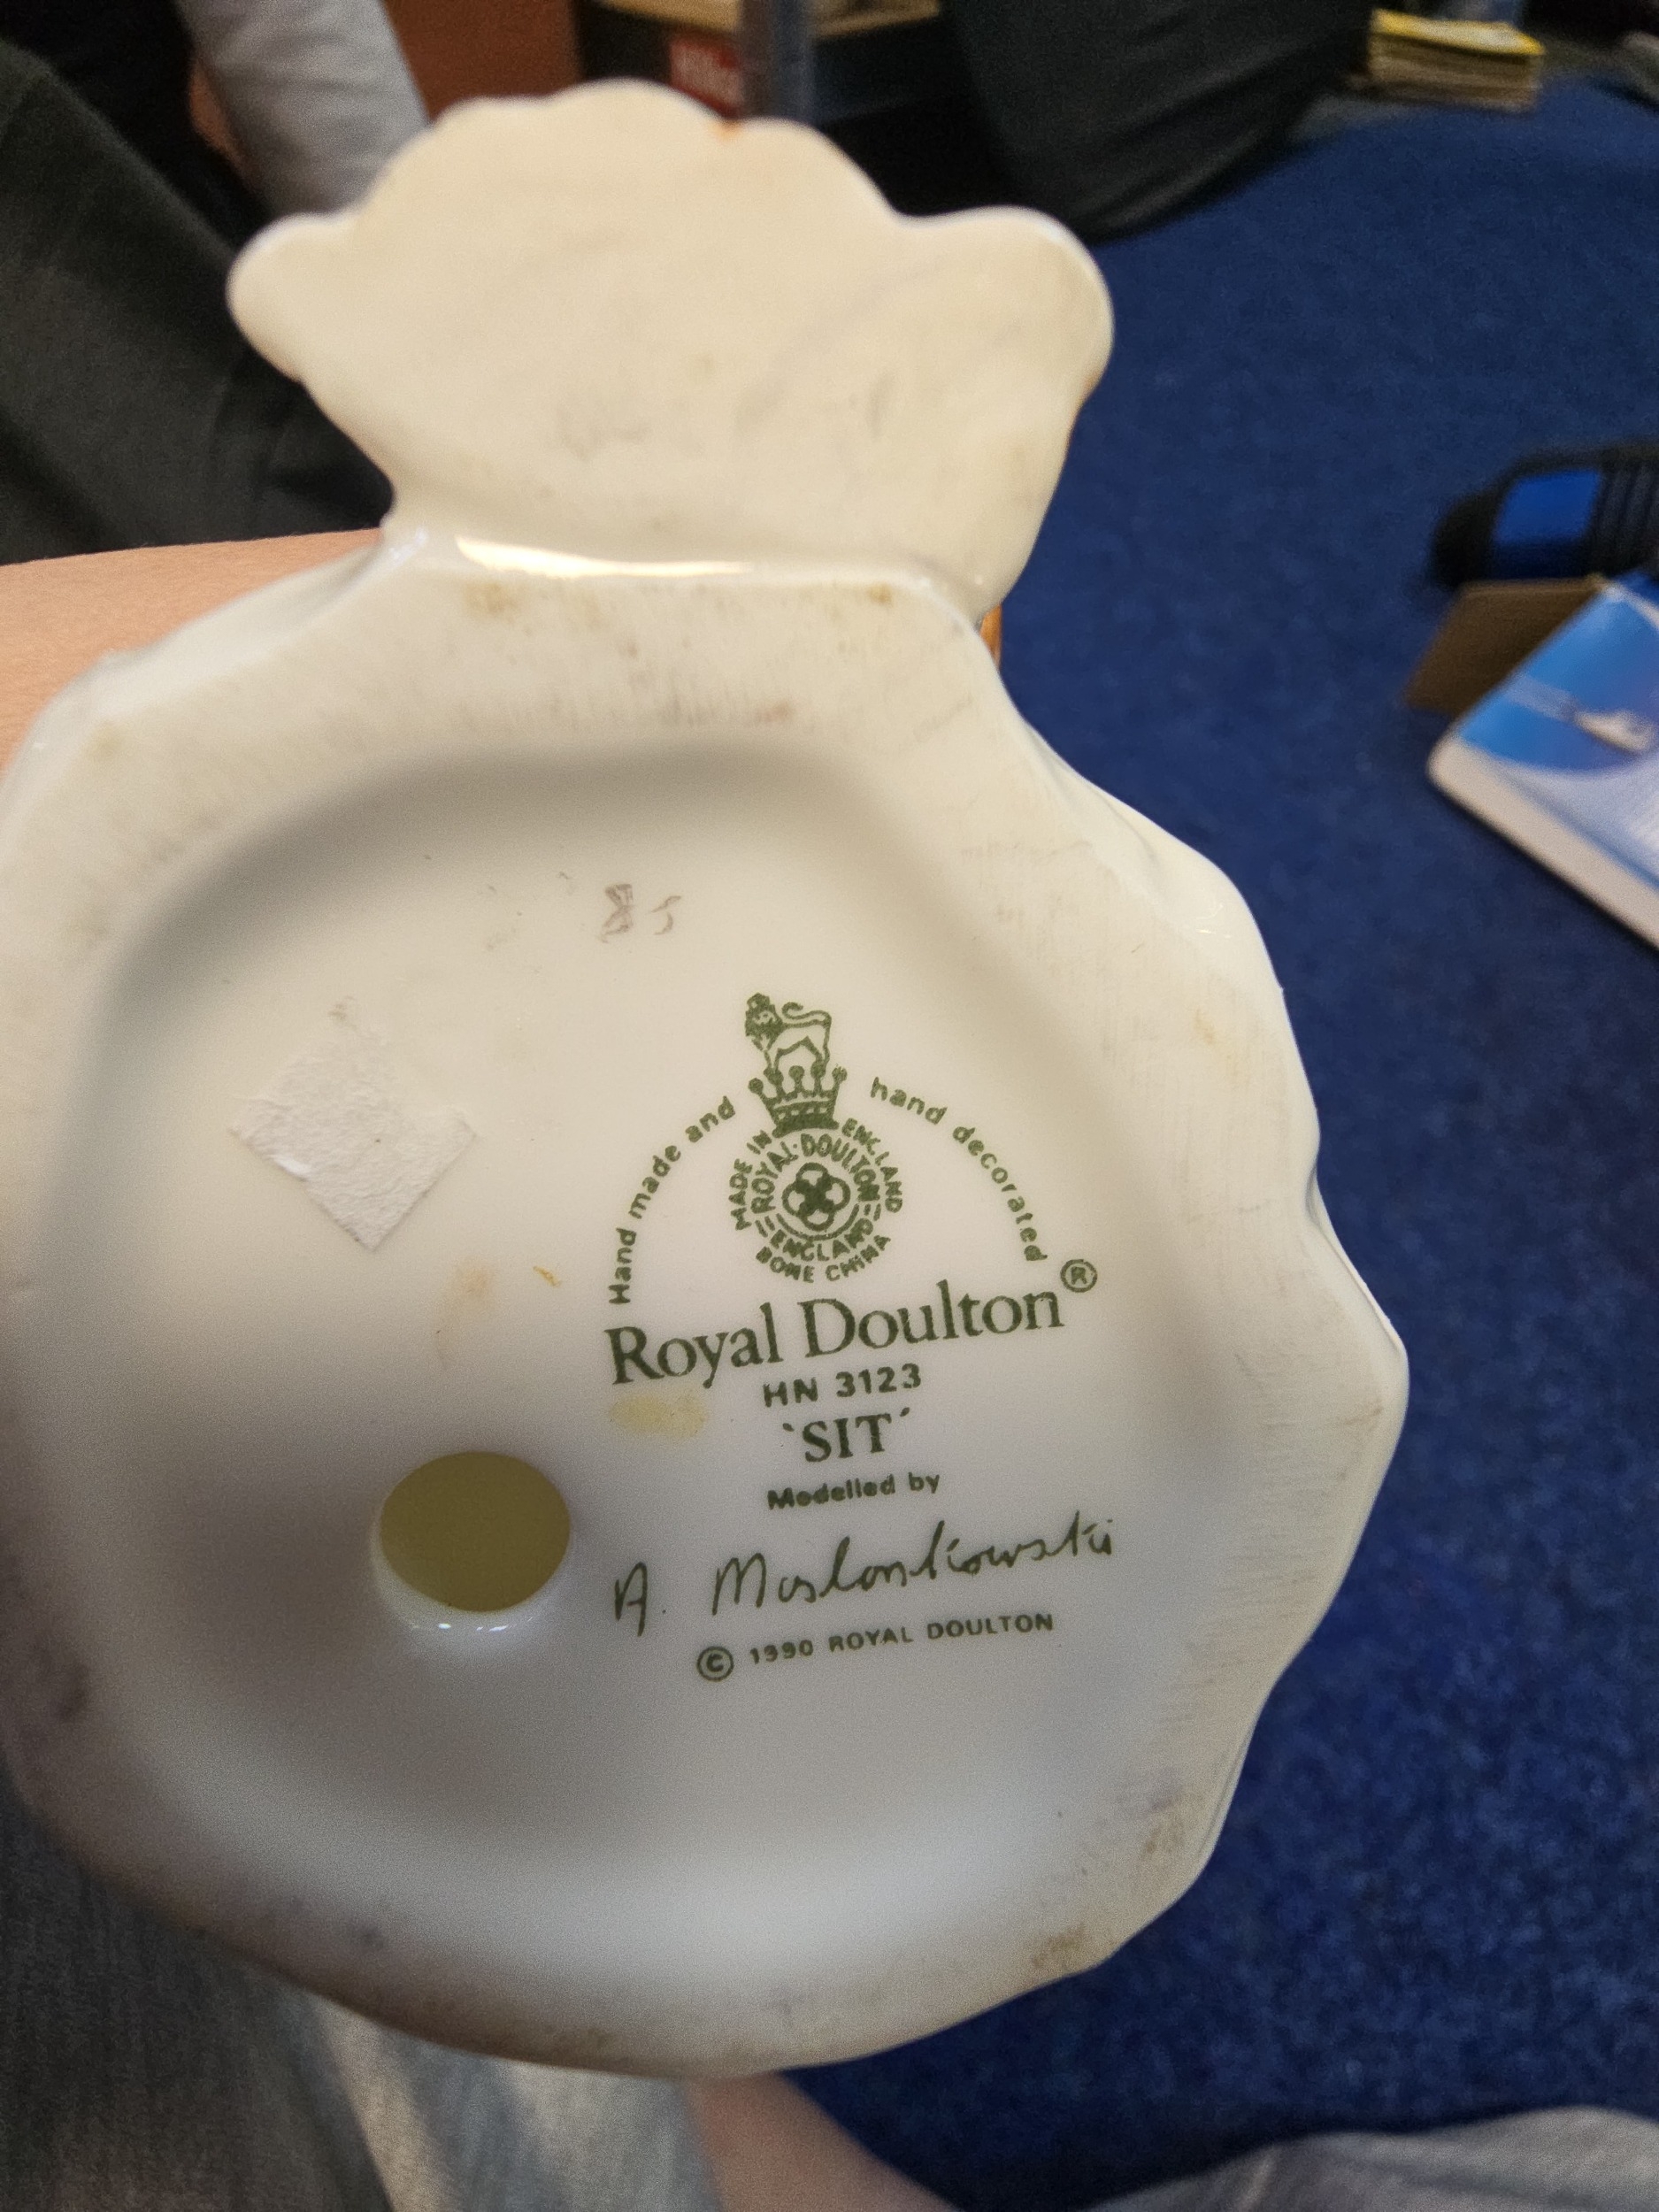 85
Hand made and hand decorated
MADE IN ENGLAND
ROYAL·DOULTON
ENGLAND
BONE CHINA
Royal Doulton®
HN 3123
`SIT´
Modelled by
A. Maslankowski
© 1990 ROYAL DOULTON